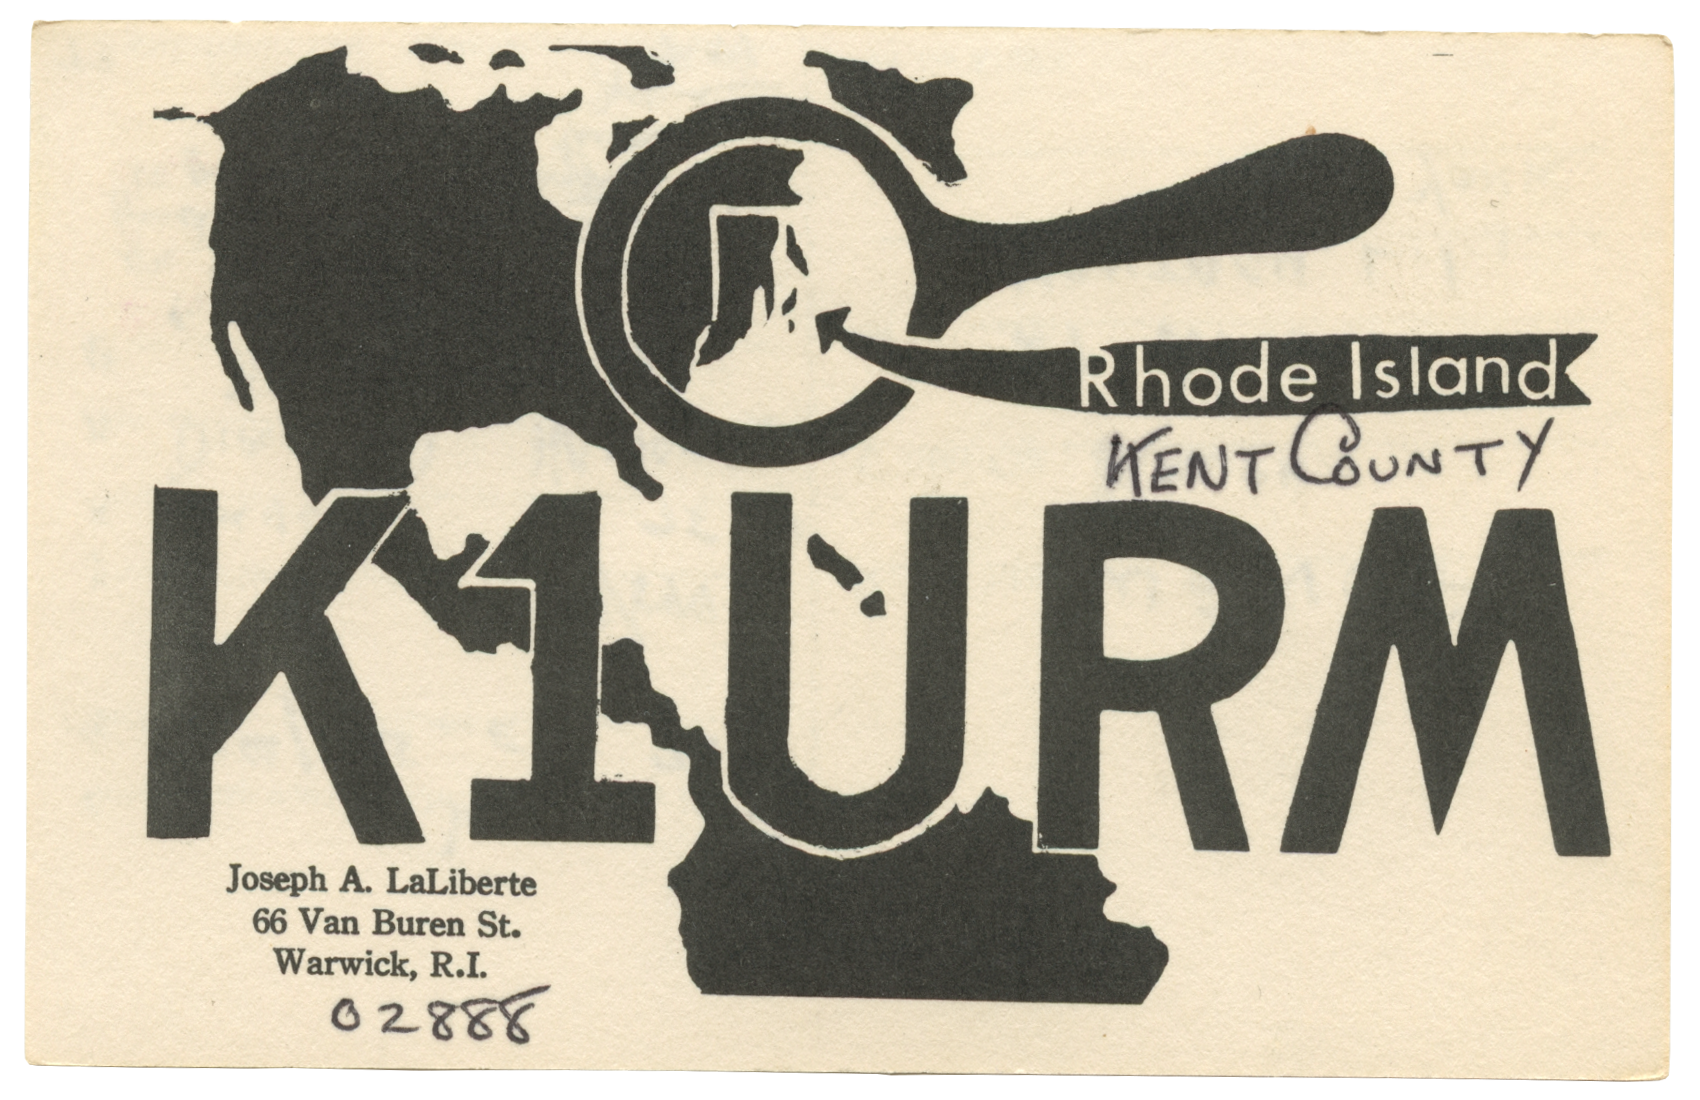 Rhode Island
KENT COUNTY
K1URM
Joseph A. LaLiberte
66 Van Buren St.
Warwick, R.I.
02888